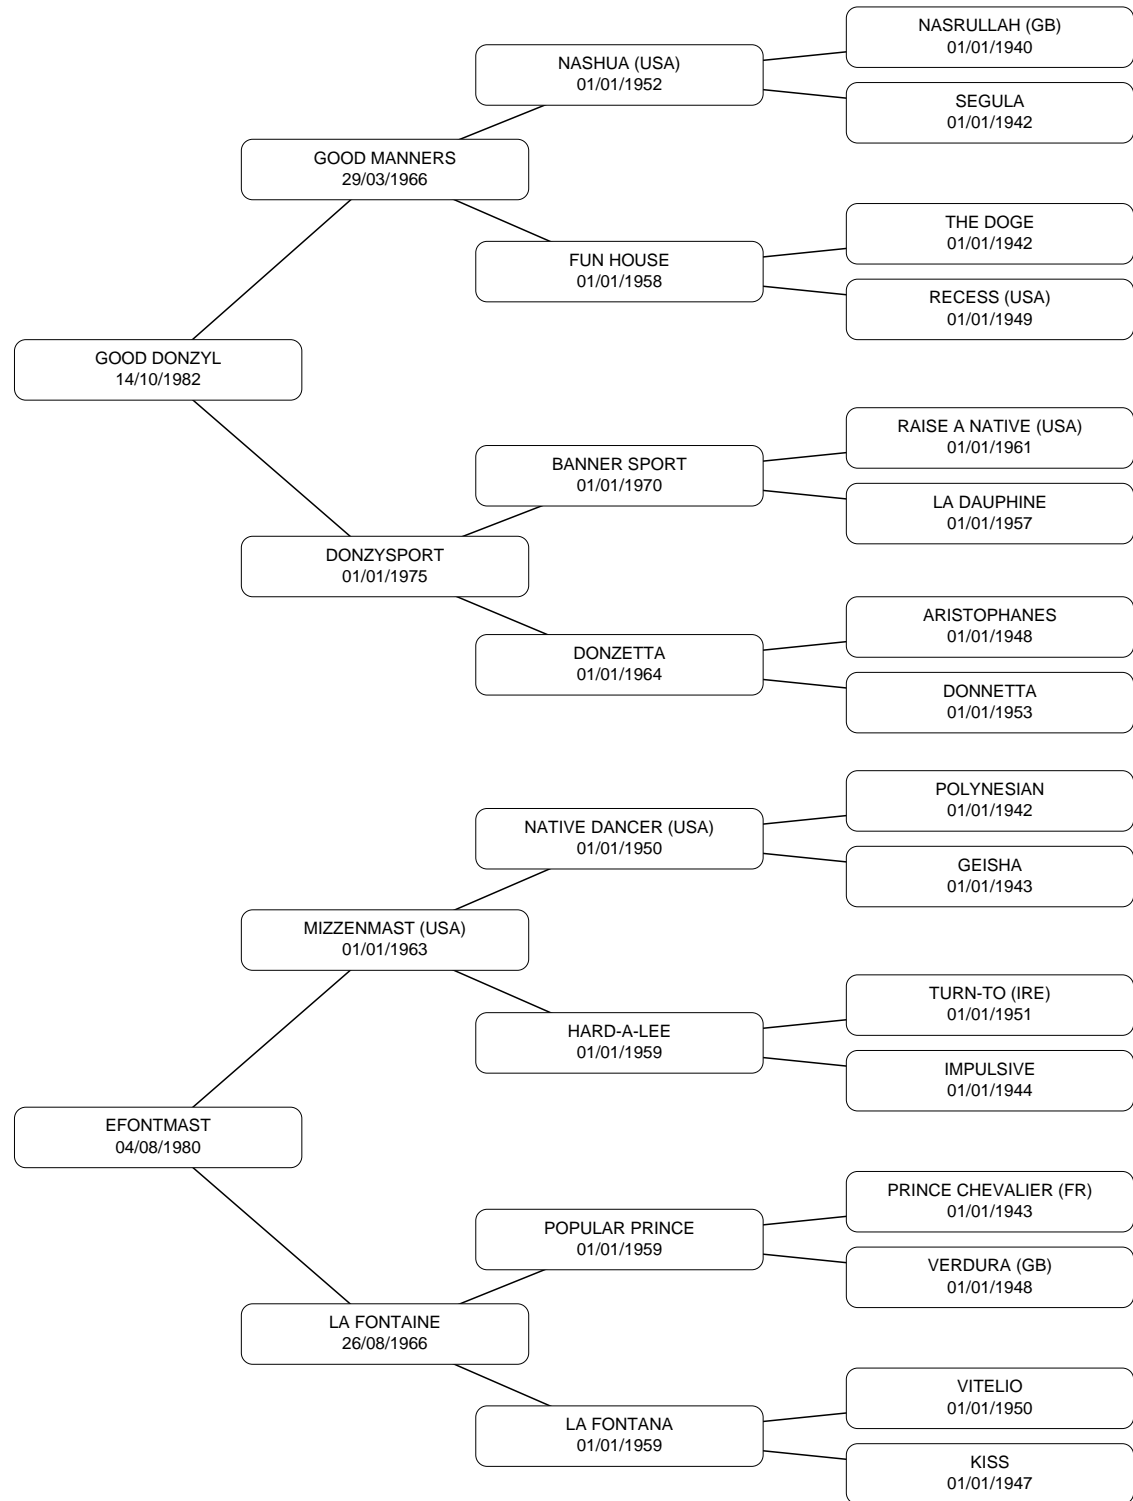 NASRULLAH (GB)
01/01/1940
NASHUA (USA)
01/01/1952
SEGULA
01/01/1942
GOOD MANNERS
29/03/1966
THE DOGE
01/01/1942
FUN HOUSE
01/01/1958
RECESS (USA)
01/01/1949
GOOD DONZYL
14/10/1982
RAISE A NATIVE (USA)
01/01/1961
BANNER SPORT
01/01/1970
LA DAUPHINE
01/01/1957
DONZYSPORT
01/01/1975
ARISTOPHANES
01/01/1948
DONZETTA
01/01/1964
DONNETTA
01/01/1953
POLYNESIAN
01/01/1942
NATIVE DANCER (USA)
01/01/1950
GEISHA
01/01/1943
MIZZENMAST (USA)
01/01/1963
TURN-TO (IRE)
01/01/1951
HARD-A-LEE
01/01/1959
IMPULSIVE
01/01/1944
EFONTMAST
04/08/1980
PRINCE CHEVALIER (FR)
01/01/1943
POPULAR PRINCE
01/01/1959
VERDURA (GB)
01/01/1948
LA FONTAINE
26/08/1966
VITELIO
01/01/1950
LA FONTANA
01/01/1959
KISS
01/01/1947